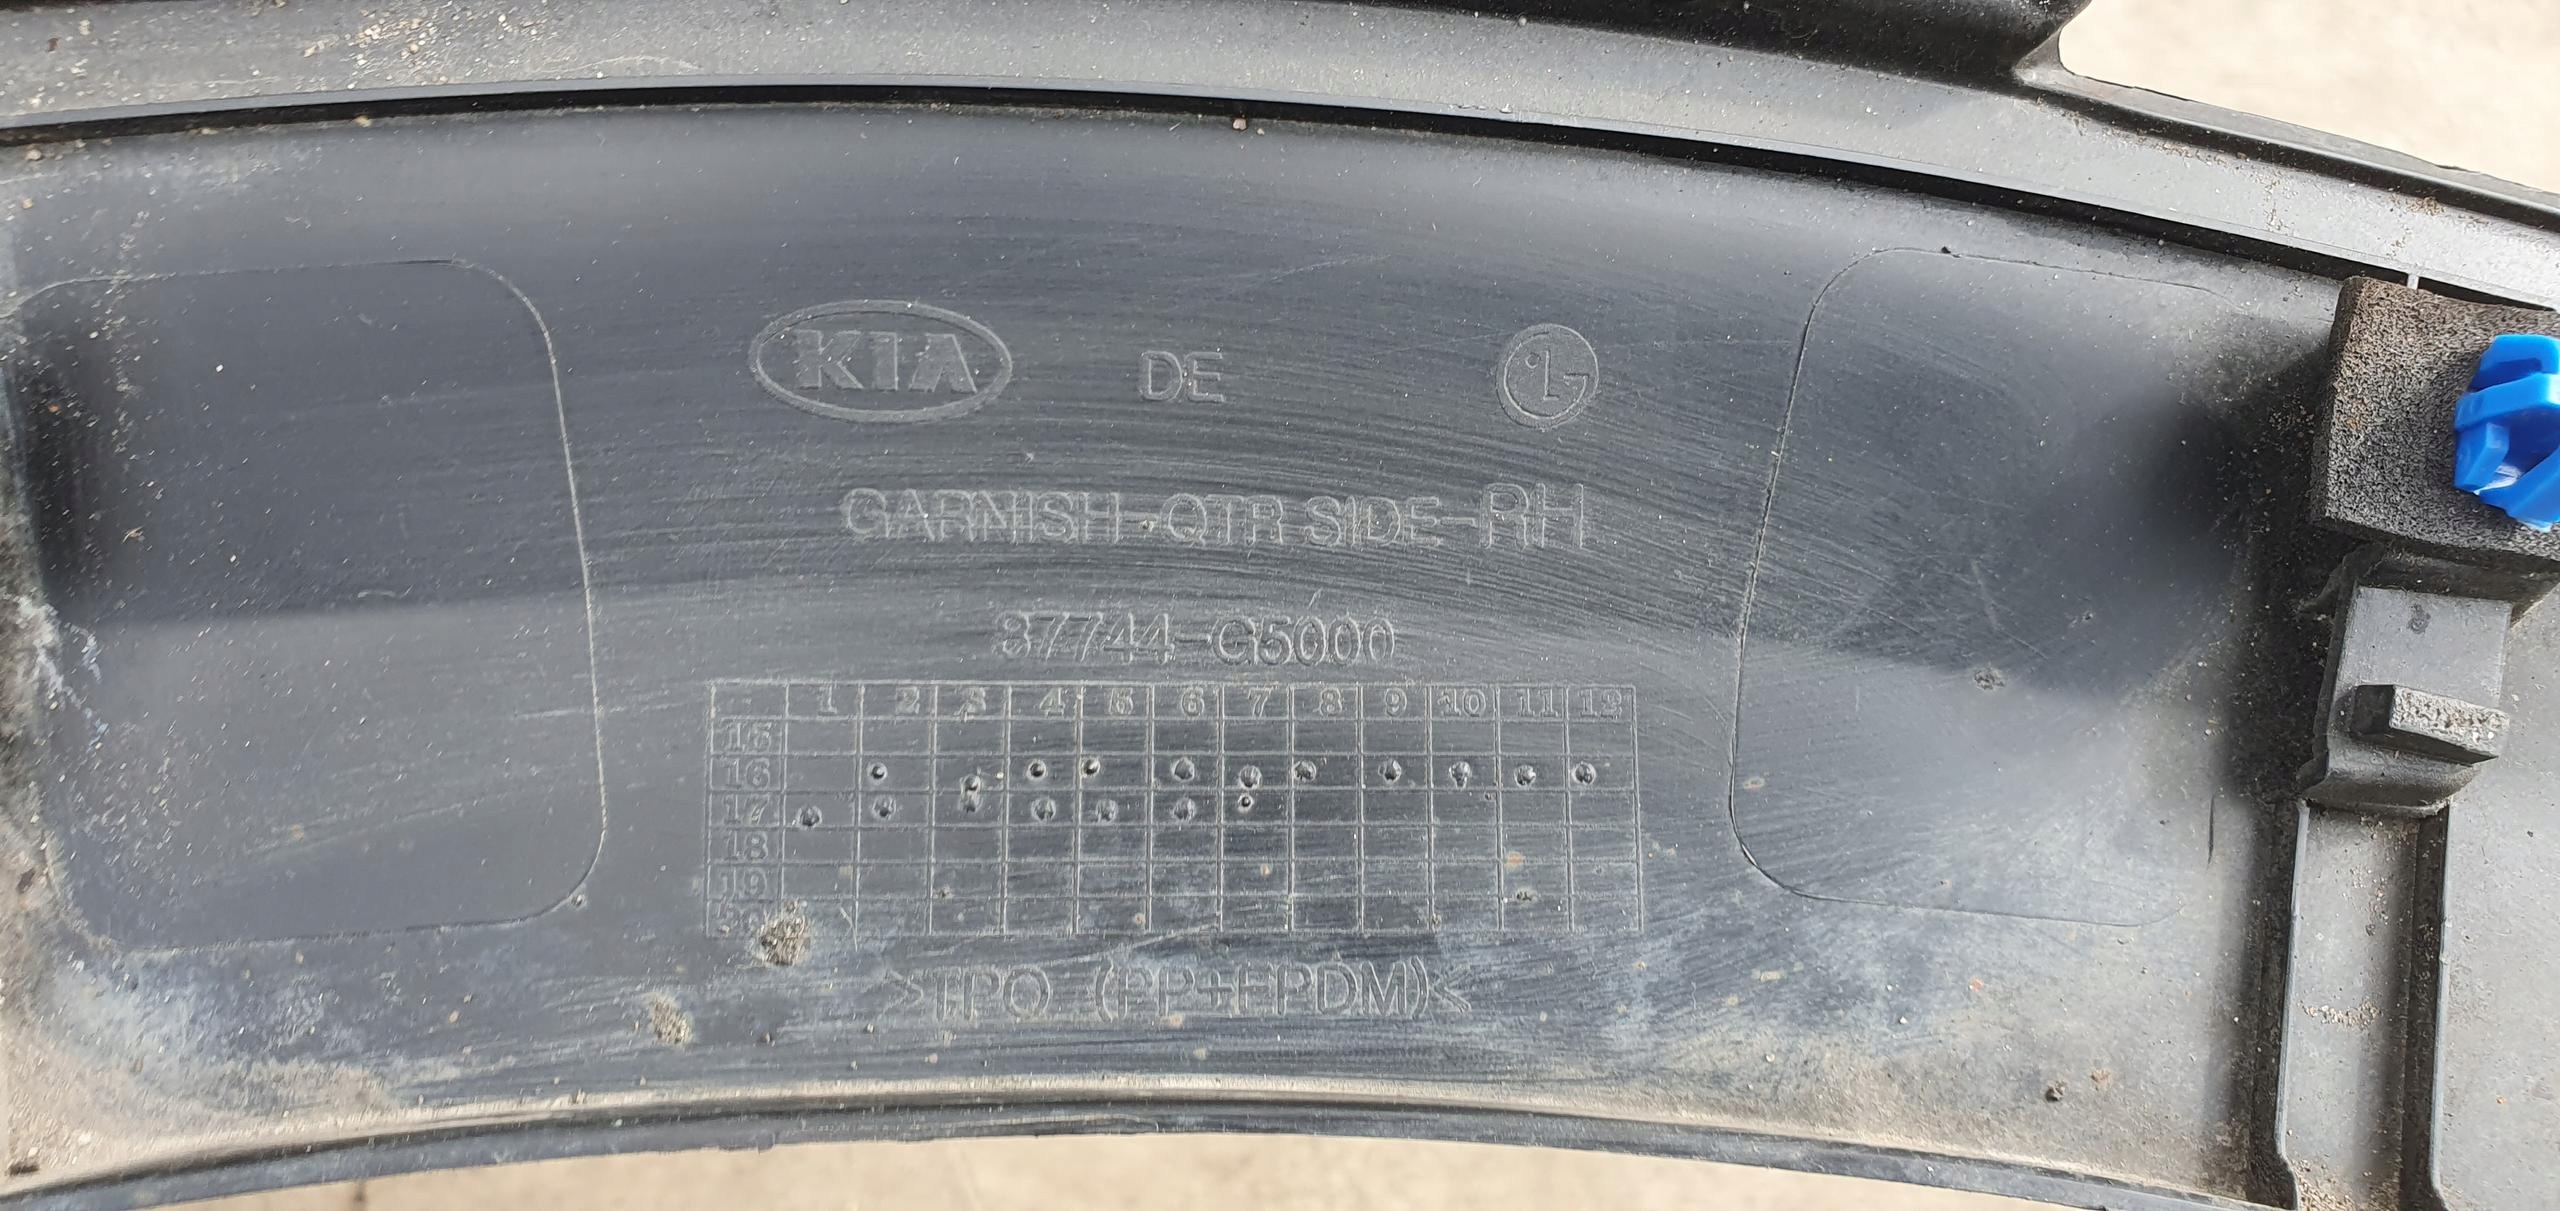 KIA DE LG
GARNISH-QTR SIDE-RH
87744-G5000
1 2 3 4 5 6 7 8 9 10 11 12
15
16
17
18
19
>TPO (PP+EPDM)<